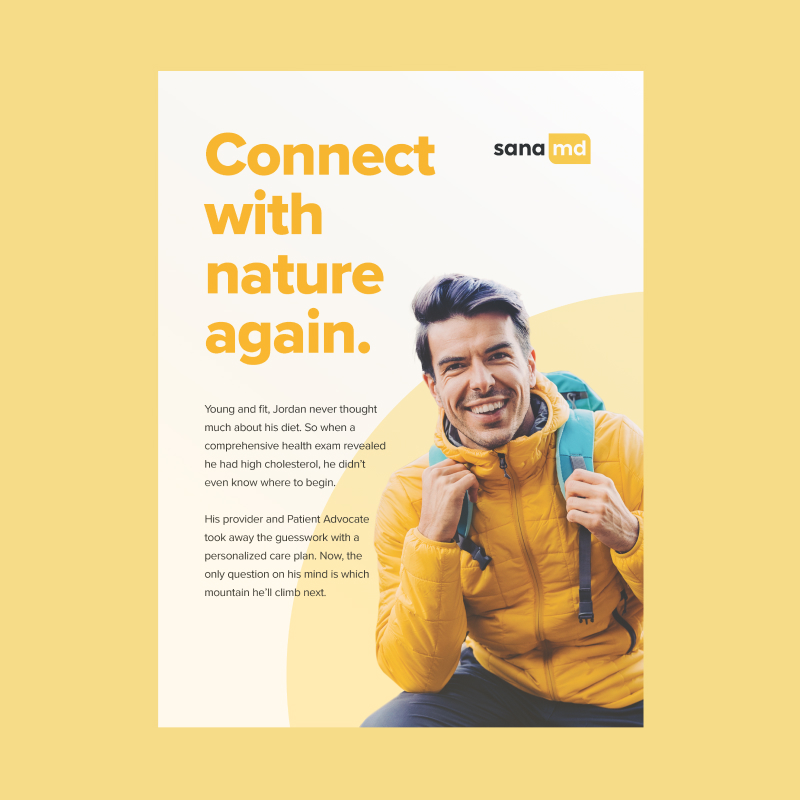 Connect
with
nature
again.
sana md
Young and fit, Jordan never thought
much about his diet. So when a
comprehensive health exam revealed
he had high cholesterol, he didn't
even know where to begin.
His provider and Patient Advocate
took away the guesswork with a
personalized care plan. Now, the
only question on his mind is which
mountain he'll climb next.